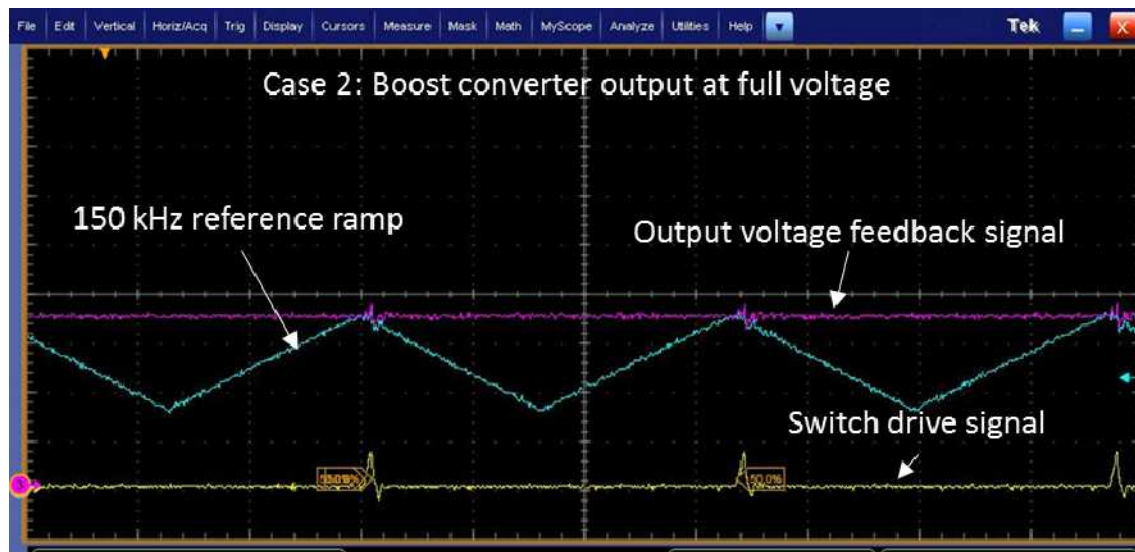 File Edit Vertical Horiz/Acq Trig Display Cursors Measure Mask Math MyScope Analyze Utilities Help Tek X
Case 2: Boost converter output at full voltage
150 kHz reference ramp
Output voltage feedback signal
Switch drive signal
3
50.0%